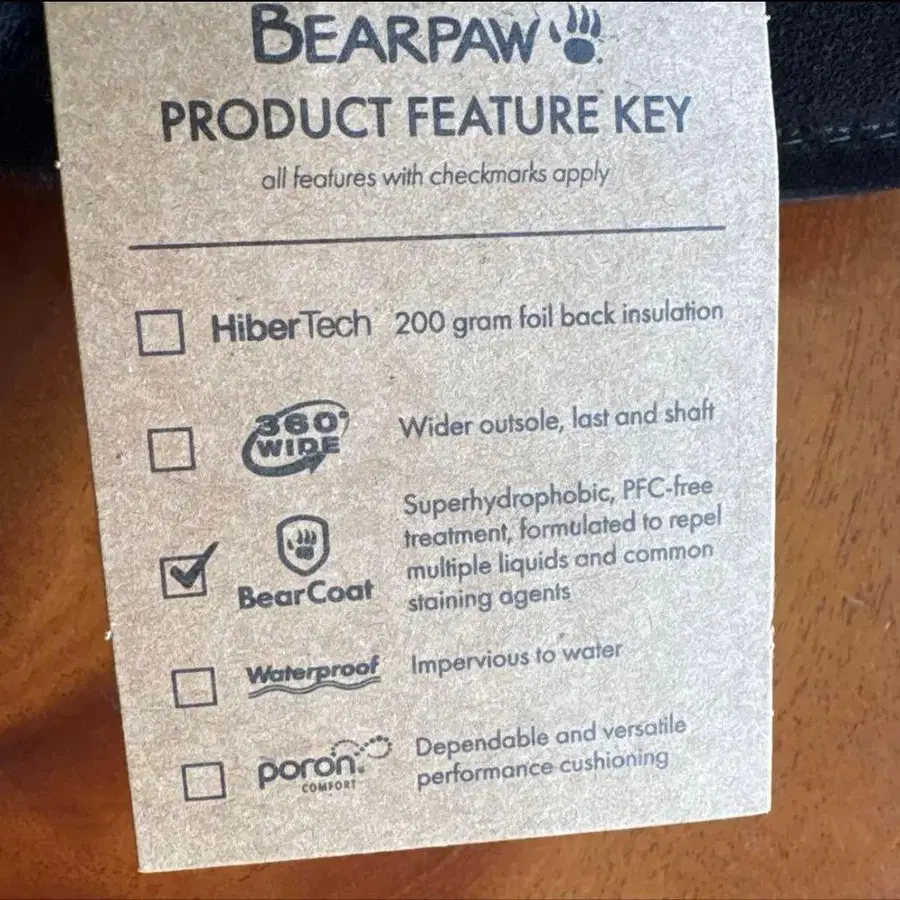 BEARPAW
PRODUCT FEATURE KEY
all features with checkmarks apply
HiberTech 200 gram foil back insulation
360°
WIDE
Wider outsole, last and shaft
BearCoat
Superhydrophobic, PFC-free
treatment, formulated to repel
multiple liquids and common
staining agents
Waterproof
Impervious to water
poron®
COMFORT
Dependable and versatile
performance cushioning